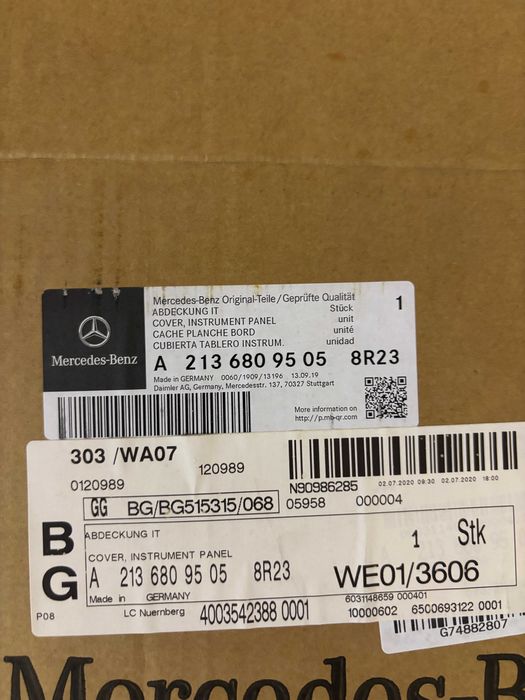 Mercedes-Benz Original-Teile/Geprüfte Qualität 1
ABDECKUNG IT Stück
COVER, INSTRUMENT PANEL unit
CACHE PLANCHE BORD unité
CUBIERTA TABLERO INSTRUM. unidad
Mercedes-Benz
A 213 680 95 05 8R23
Made in GERMANY 0060/1909/13196 13.09.19
Daimler AG, Germany, Mercedesstr. 137, 70327 Stuttgart
More information on
http://p.mb-qr.com
303 /WA07
0120989 120989
N90986285 02.07.2020 09:30 02.07.2020 18:00
GG BG/BG515315/068 05958 000004
B
G
ABDECKUNG IT 1 Stk
COVER, INSTRUMENT PANEL
A 213 680 95 05 8R23 WE01/3606
Made in GERMANY 6031148659 000401
P08 LC Nuernberg 4003542388 0001 10000602 6500693122 0001
G74882807
Mercedes-B